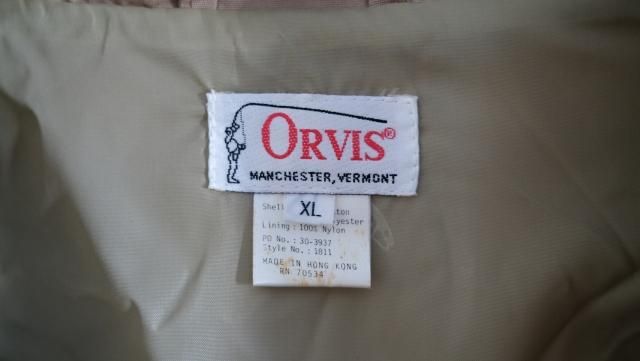 ORVIS®
MANCHESTER, VERMONT
XL
Shel
Lining: 100% Nylon
PO No.: 30-3937
Style No.: 1811
MADE IN HONG KONG
RN 70534